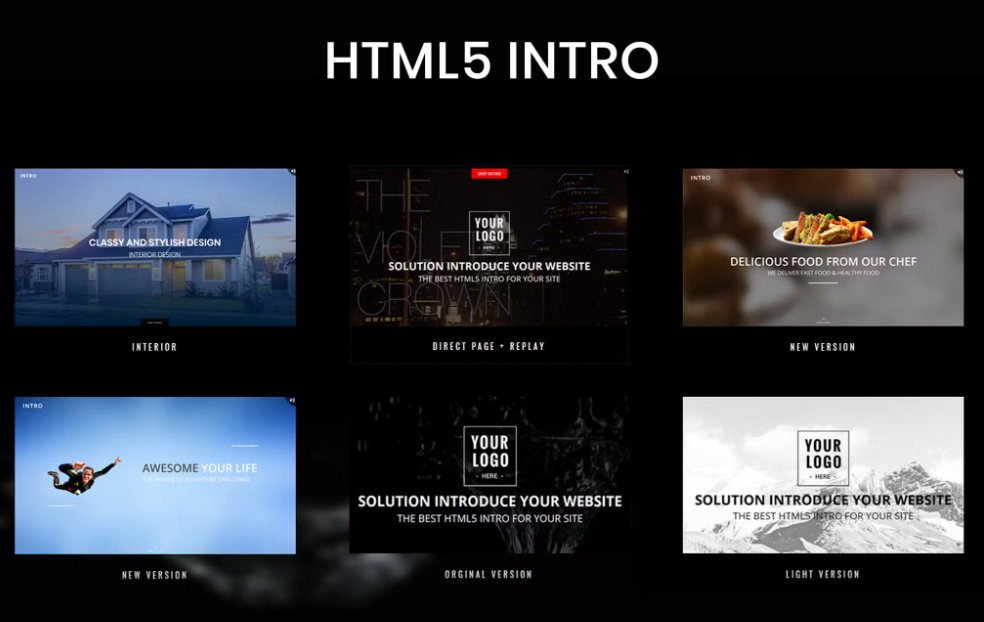 HTML5 INTRO
INTRO
CLASSY AND STYLISH DESIGN
INTERIOR DESIGN
INTERIOR
SKIP INTRO
THE
VIOLET
CROWN
YOUR
LOGO
- HERE -
SOLUTION INTRODUCE YOUR WEBSITE
THE BEST HTML5 INTRO FOR YOUR SITE
DIRECT PAGE + REPLAY
INTRO
DELICIOUS FOOD FROM OUR CHEF
WE DELIVER FAST FOOD & HEALTHY FOOD
NEW VERSION
INTRO
AWESOME YOUR LIFE
THE WORLD OF ADVENTURE CHALLENGE
NEW VERSION
YOUR
LOGO
- HERE -
SOLUTION INTRODUCE YOUR WEBSITE
THE BEST HTML5 INTRO FOR YOUR SITE
ORGINAL VERSION
YOUR
LOGO
- HERE -
SOLUTION INTRODUCE YOUR WEBSITE
THE BEST HTML5 INTRO FOR YOUR SITE
LIGHT VERSION